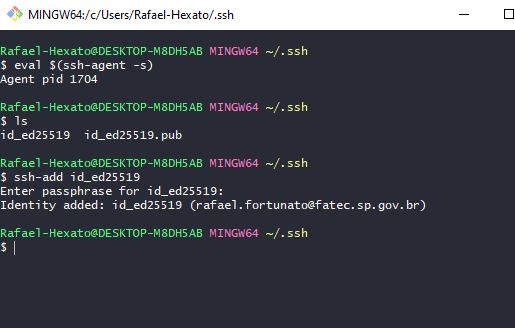 MINGW64:/c/Users/Rafael-Hexato/.ssh
Rafael-Hexato@DESKTOP-M8DH5AB MINGW64 ~/.ssh
$ eval $(ssh-agent -s)
Agent pid 1704
Rafael-Hexato@DESKTOP-M8DH5AB MINGW64 ~/.ssh
$ ls
id_ed25519  id_ed25519.pub
Rafael-Hexato@DESKTOP-M8DH5AB MINGW64 ~/.ssh
$ ssh-add id_ed25519
Enter passphrase for id_ed25519:
Identity added: id_ed25519 (rafael.fortunato@fatec.sp.gov.br)
Rafael-Hexato@DESKTOP-M8DH5AB MINGW64 ~/.ssh
$